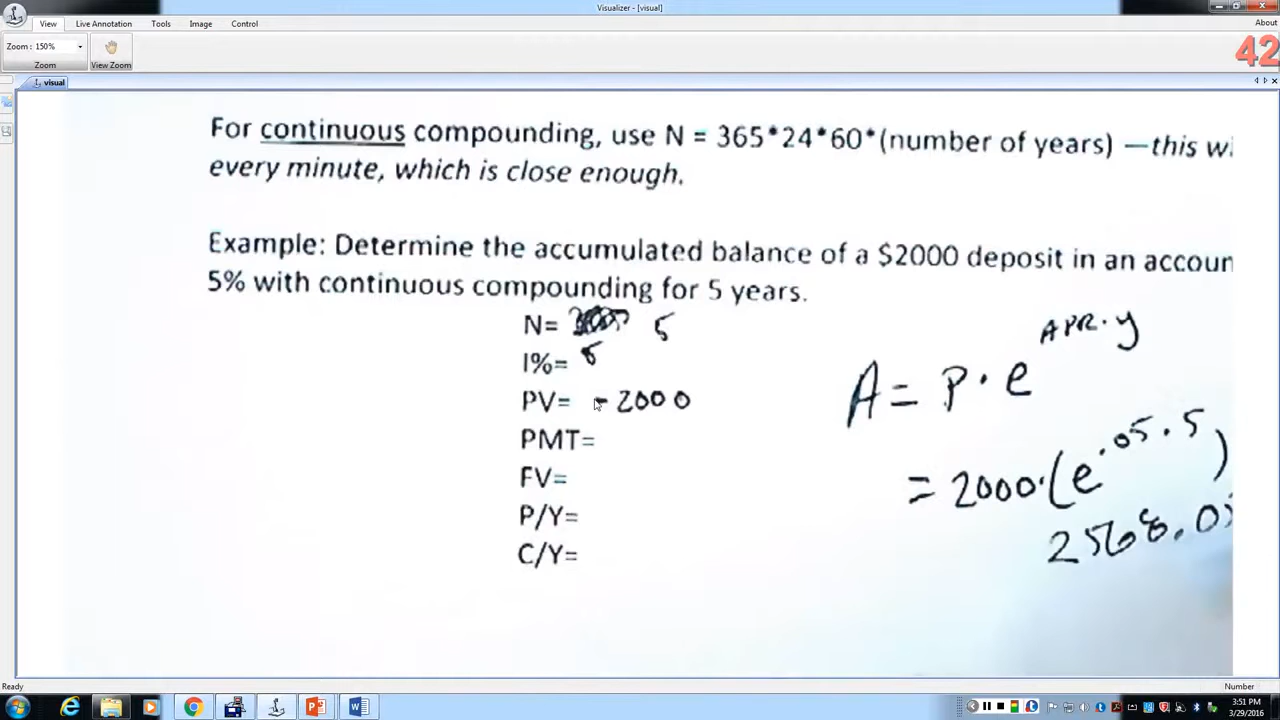 Visualizer - [visual]
View Live Annotation Tools Image Control
About
Zoom: 150%
Zoom
View Zoom
42
visual
For continuous compounding, use N = 365*24*60*(number of years) —this
every minute, which is close enough.
Example: Determine the accumulated balance of a $2000 deposit in an
5% with continuous compounding for 5 years.
N= 5
I%= 5
PV= -2000
PMT=
FV=
P/Y=
C/Y=
A = P · e^APR·y
= 2000·(e^.05·5)
2568.0
Ready
Number
3:51 PM
3/29/2016